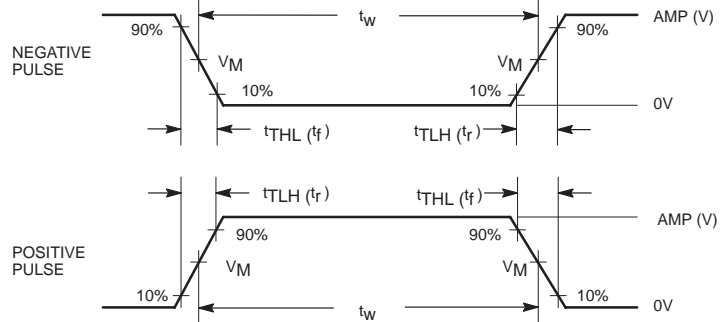 tW
AMP (V)
90%
90%
NEGATIVE
PULSE
VM
VM
10%
10%
0V
tTHL (tf)
tTLH (tr)
tTLH (tr)
tTHL (tf)
AMP (V)
90%
90%
POSITIVE
PULSE
VM
VM
10%
10%
0V
tW